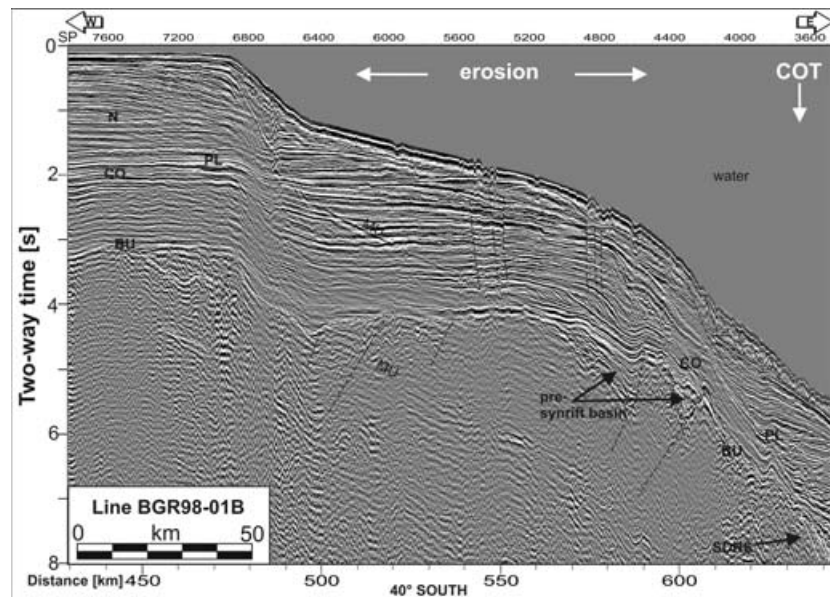 W E
SP 7600 7200 6800 6400 6000 5600 5200 4800 4200 4000 3600
0
erosion COT
N
water
PL
CO
2
BU
Two-way time [s]
4
CO
pre-
synrift basin
6
PL
BU
Line BGR98-01B
0 km 50
SDRS
8
Distance [km] 450 500 550 600
40° SOUTH